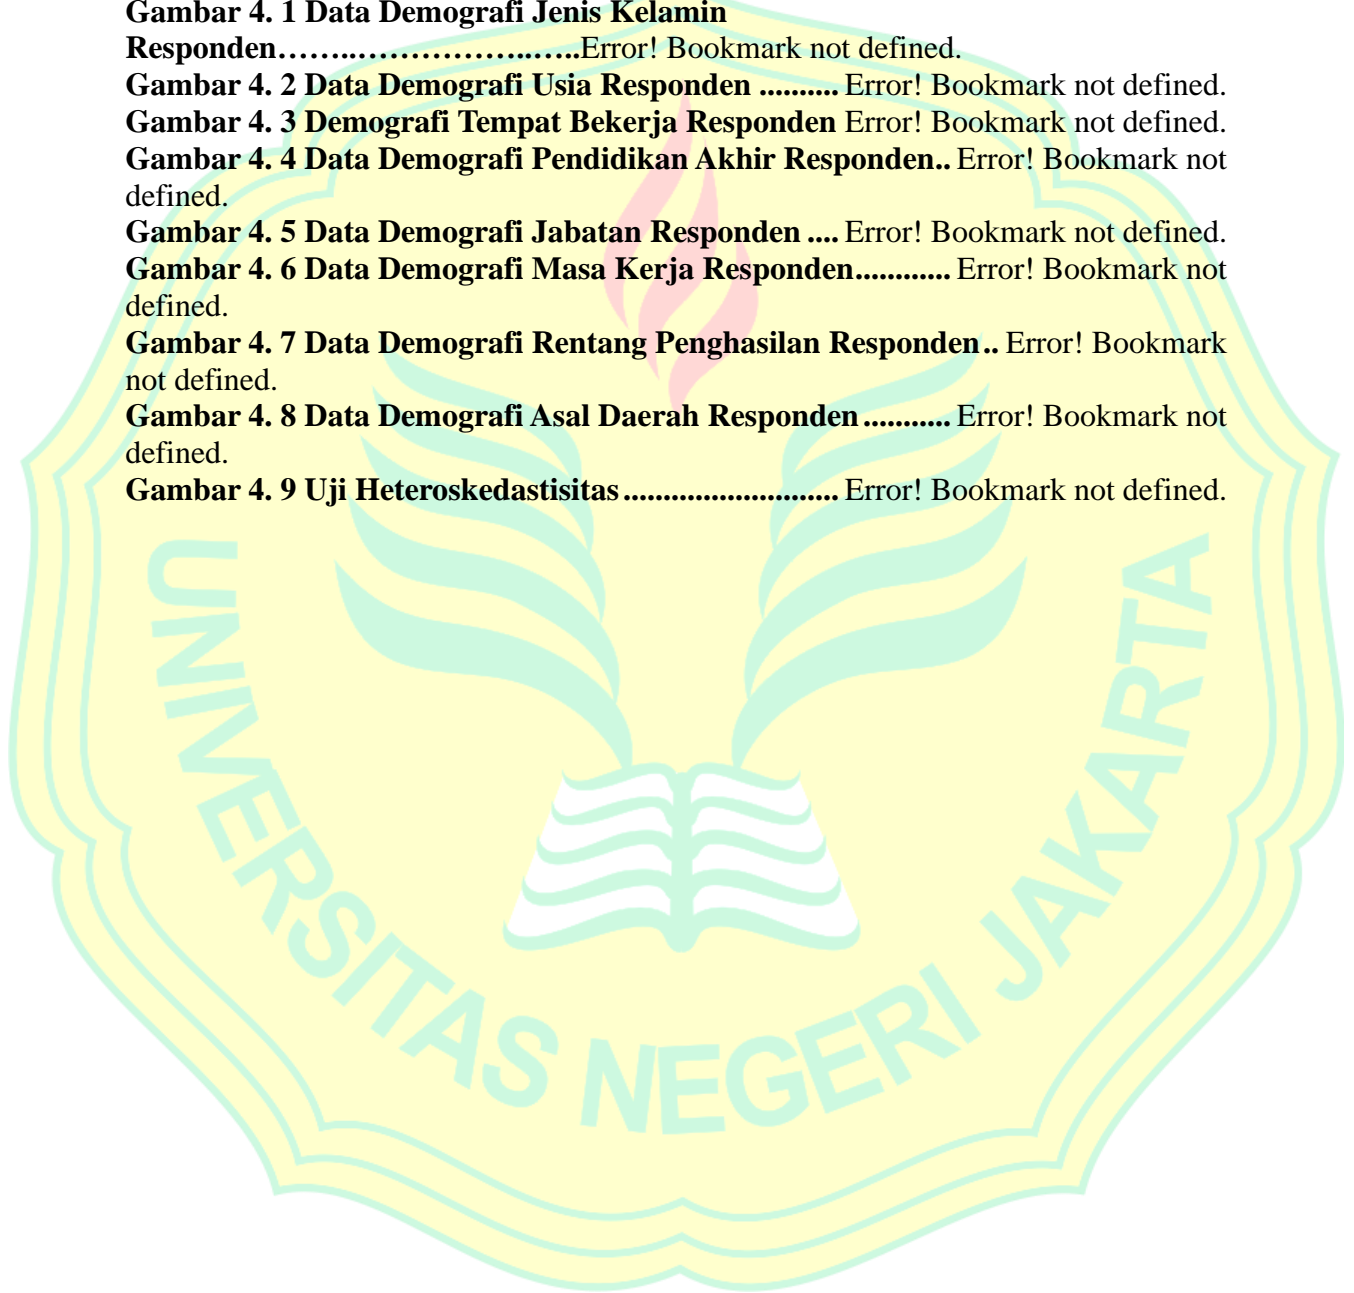 Gambar 4. 1 Data Demografi Jenis Kelamin
Responden……..………………..…..Error! Bookmark not defined.
Gambar 4. 2 Data Demografi Usia Responden .......... Error! Bookmark not defined.
Gambar 4. 3 Demografi Tempat Bekerja Responden Error! Bookmark not defined.
Gambar 4. 4 Data Demografi Pendidikan Akhir Responden.. Error! Bookmark not
defined.
Gambar 4. 5 Data Demografi Jabatan Responden .... Error! Bookmark not defined.
Gambar 4. 6 Data Demografi Masa Kerja Responden............ Error! Bookmark not
defined.
Gambar 4. 7 Data Demografi Rentang Penghasilan Responden.. Error! Bookmark
not defined.
Gambar 4. 8 Data Demografi Asal Daerah Responden ........... Error! Bookmark not
defined.
Gambar 4. 9 Uji Heteroskedastisitas ........................... Error! Bookmark not defined.
UNIVERSITAS NEGERI JAKARTA